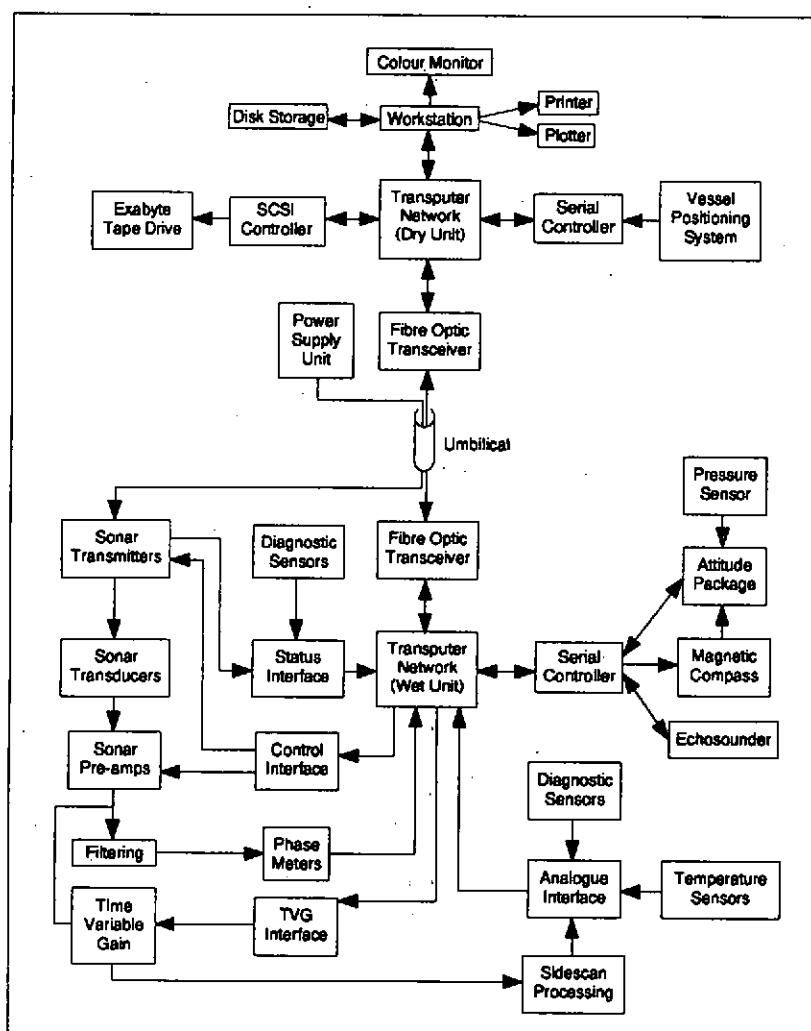 Colour Monitor
Disk Storage
Workstation
Printer
Plotter
Exabyte
Tape Drive
SCSI
Controller
Transputer
Network
(Dry Unit)
Serial
Controller
Vessel
Positioning
System
Power
Supply
Unit
Fibre Optic
Transceiver
Umbilical
Sonar
Transmitters
Diagnostic
Sensors
Fibre Optic
Transceiver
Pressure
Sensor
Attitude
Package
Sonar
Transducers
Status
Interface
Transputer
Network
(Wet Unit)
Serial
Controller
Magnetic
Compass
Echosounder
Sonar
Pre-amps
Control
Interface
Diagnostic
Sensors
Filtering
Phase
Meters
Analogue
Interface
Temperature
Sensors
Time
Variable
Gain
TVG
Interface
Sidescan
Processing